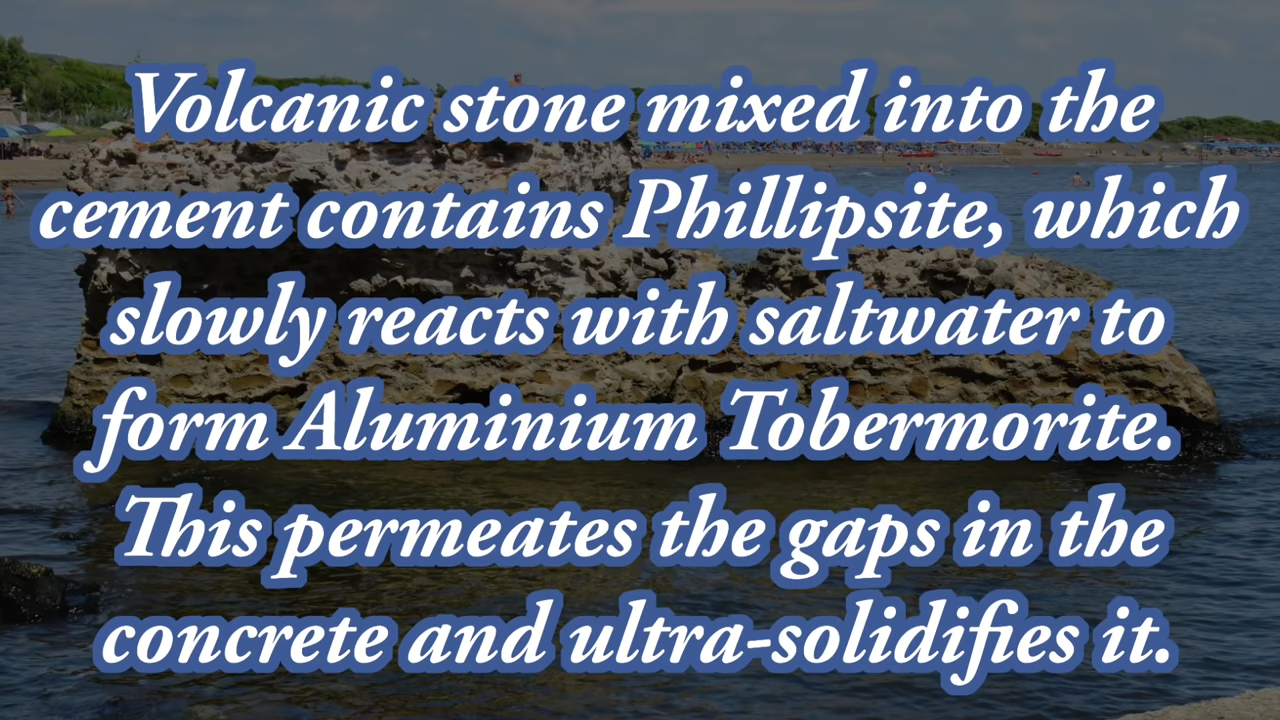 Volcanic stone mixed into the
cement contains Phillipsite, which
slowly reacts with saltwater to
form Aluminium Tobermorite.
This permeates the gaps in the
concrete and ultra-solidifies it.